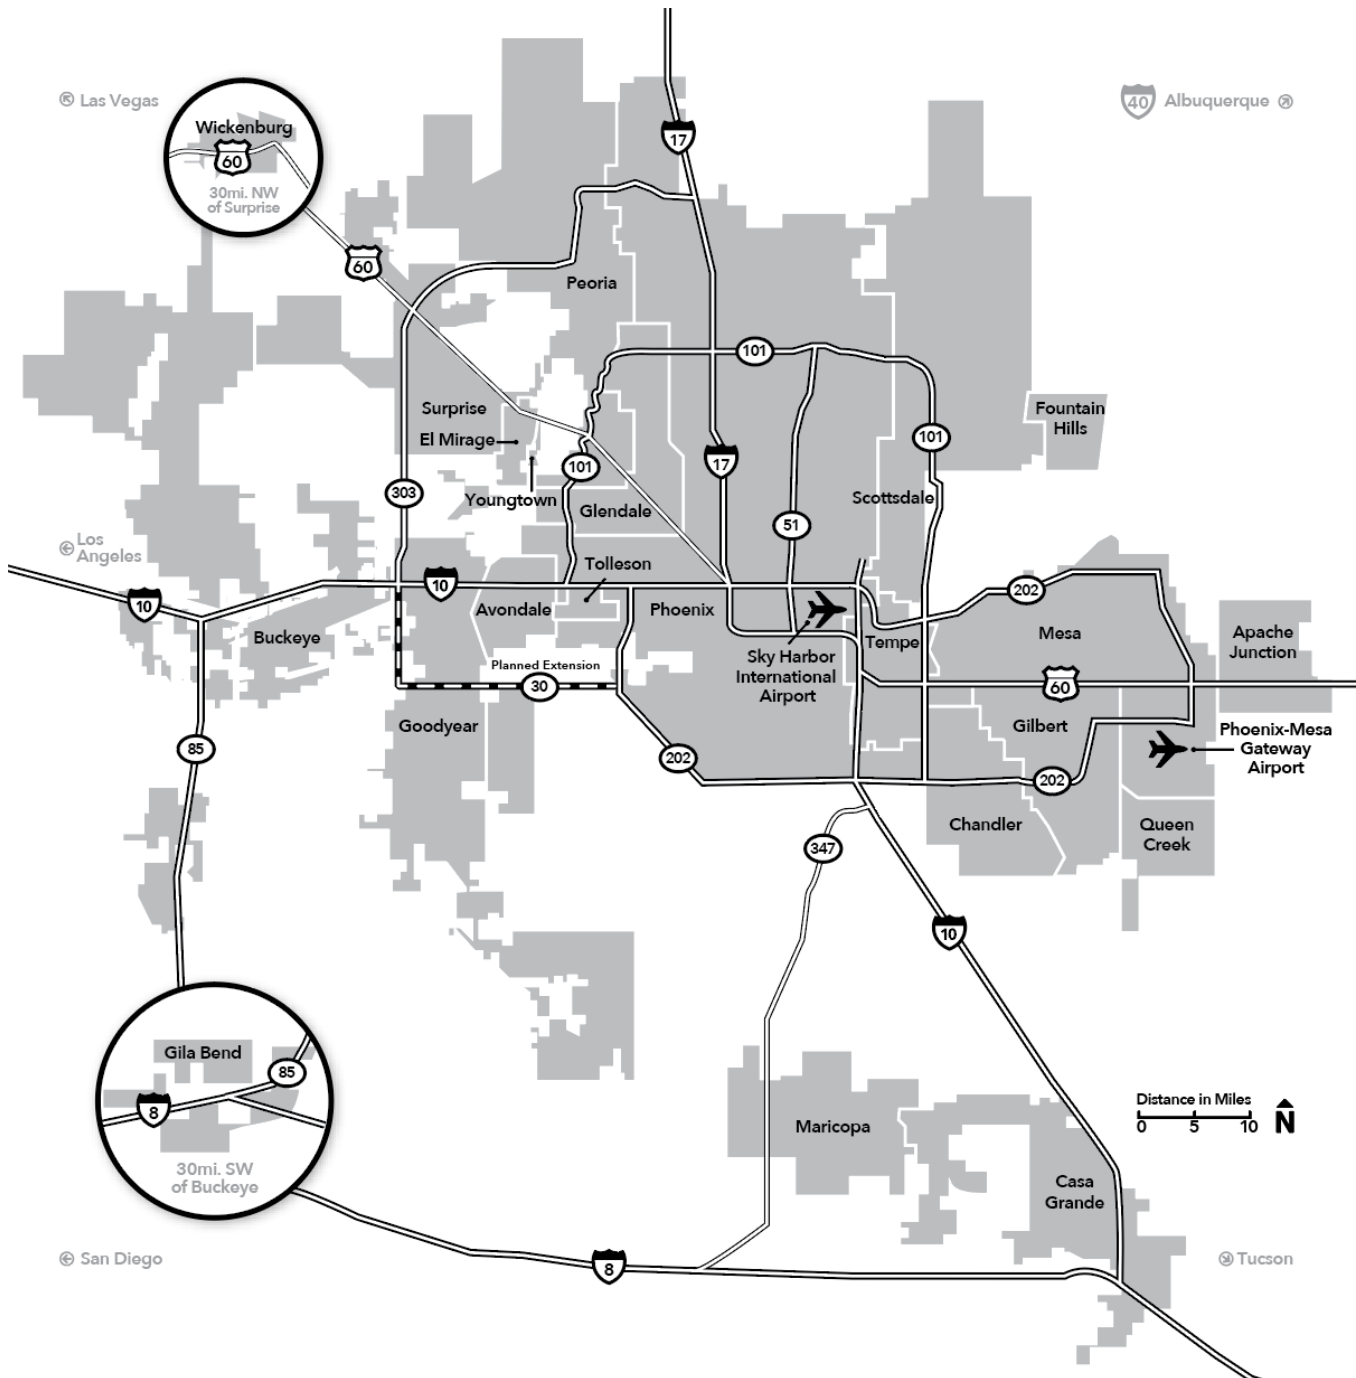 Las Vegas
40
Albuquerque
Wickenburg
60
30mi. NW
of Surprise
17
60
Peoria
101
Surprise
Fountain
Hills
El Mirage
101
17
101
303
Youngtown
Glendale
Scottsdale
51
Los
Angeles
Tolleson
10
10
202
Avondale
Phoenix
Buckeye
Tempe
Mesa
Apache
Junction
Sky Harbor
International
Airport
Planned Extension
30
60
Goodyear
Gilbert
85
202
202
Phoenix-Mesa
Gateway
Airport
Chandler
Queen
Creek
347
10
Gila Bend
85
8
30mi. SW
of Buckeye
Distance in Miles
0 5 10
N
Maricopa
Casa
Grande
San Diego
8
Tucson